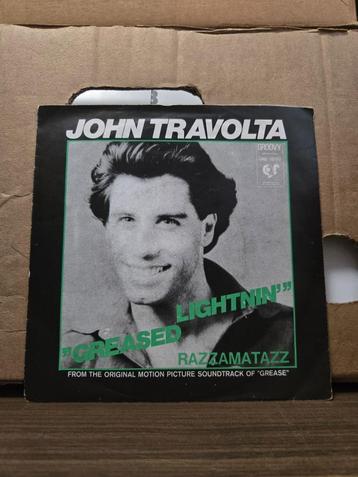 JOHN TRAVOLTA
GROOVY
"GREASED
LIGHTNIN'"
RAZZAMATAZZ
FROM THE ORIGINAL MOTION PICTURE SOUNDTRACK OF "GREASE"